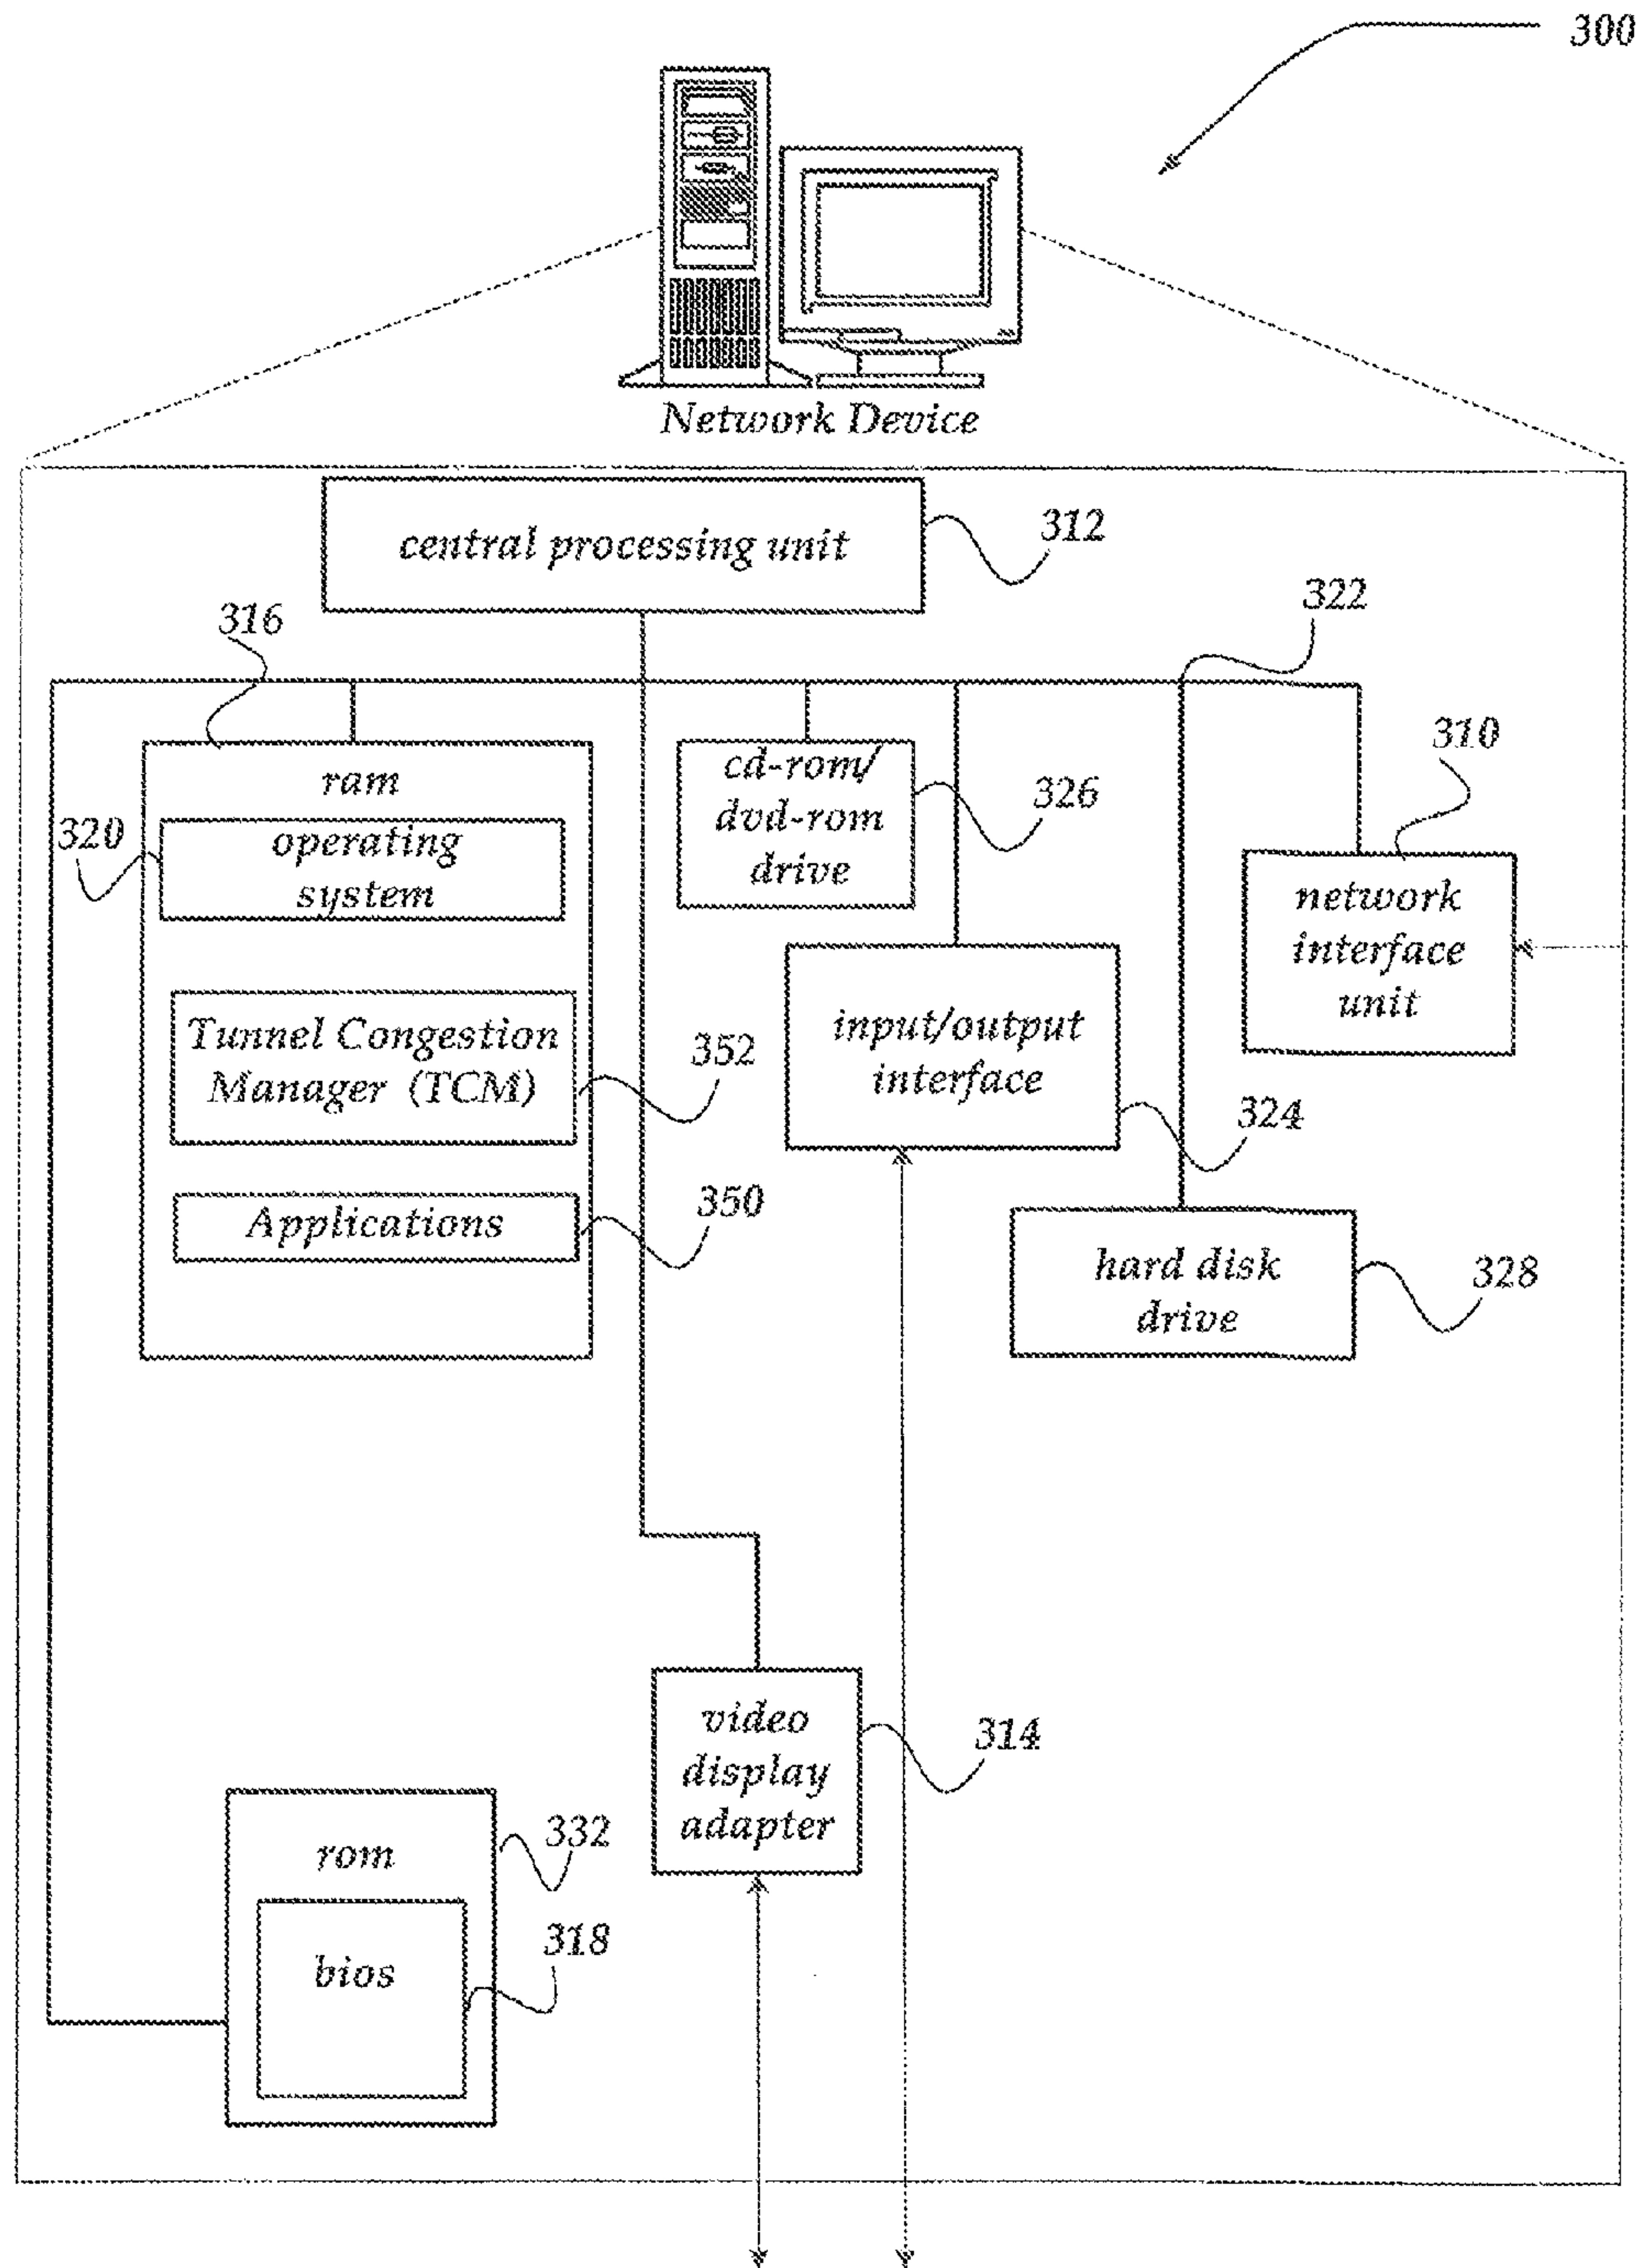 300
Network Device
central processing unit
312
322
316
310
ram
cd-rom/
dvd-rom
drive
326
320
operating
system
network
interface
unit
Tunnel Congestion
Manager (TCM)
352
input/output
interface
324
Applications
350
hard disk
drive
328
video
display
adapter
314
rom
332
bios
318